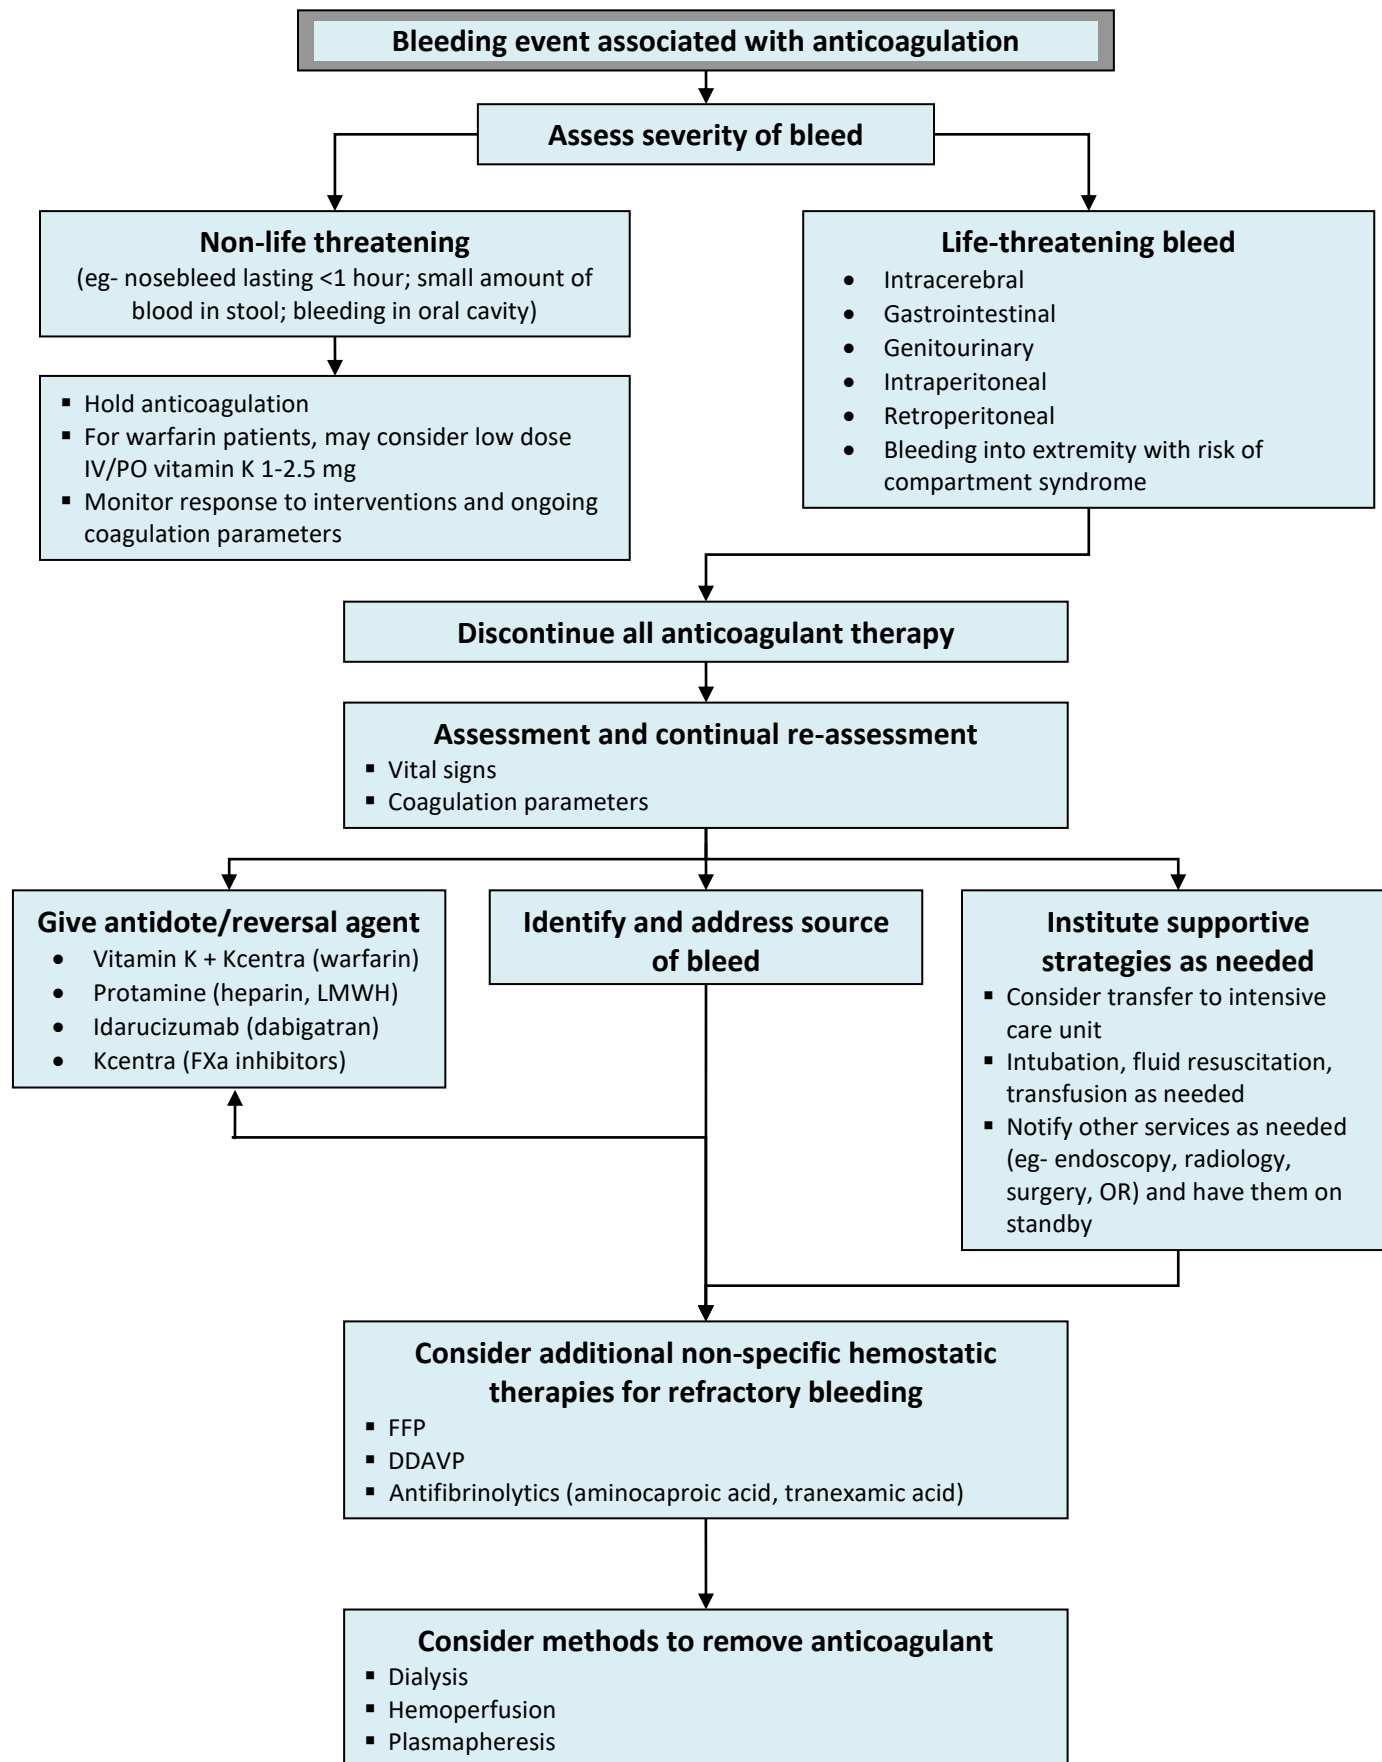 Bleeding event associated with anticoagulation
Assess severity of bleed
Non-life threatening
(eg- nosebleed lasting <1 hour; small amount of
blood in stool; bleeding in oral cavity)
▪ Hold anticoagulation
▪ For warfarin patients, may consider low dose
IV/PO vitamin K 1-2.5 mg
▪ Monitor response to interventions and ongoing
coagulation parameters
Life-threatening bleed
• Intracerebral
• Gastrointestinal
• Genitourinary
• Intraperitoneal
• Retroperitoneal
• Bleeding into extremity with risk of
compartment syndrome
Discontinue all anticoagulant therapy
Assessment and continual re-assessment
▪ Vital signs
▪ Coagulation parameters
Give antidote/reversal agent
• Vitamin K + Kcentra (warfarin)
• Protamine (heparin, LMWH)
• Idarucizumab (dabigatran)
• Kcentra (FXa inhibitors)
Identify and address source
of bleed
Institute supportive
strategies as needed
▪ Consider transfer to intensive
care unit
▪ Intubation, fluid resuscitation,
transfusion as needed
▪ Notify other services as needed
(eg- endoscopy, radiology,
surgery, OR) and have them on
standby
Consider additional non-specific hemostatic
therapies for refractory bleeding
▪ FFP
▪ DDAVP
▪ Antifibrinolytics (aminocaproic acid, tranexamic acid)
Consider methods to remove anticoagulant
▪ Dialysis
▪ Hemoperfusion
▪ Plasmapheresis